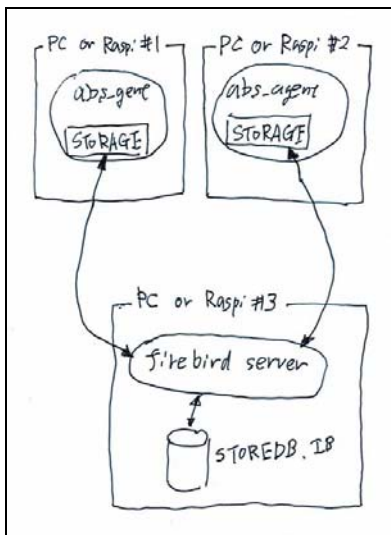 PC or Raspi #1
abs_gent
STORAGE
PC or Raspi #2
abs_agent
STORAGE
PC or Raspi #3
firebird server
STOREDB.IB